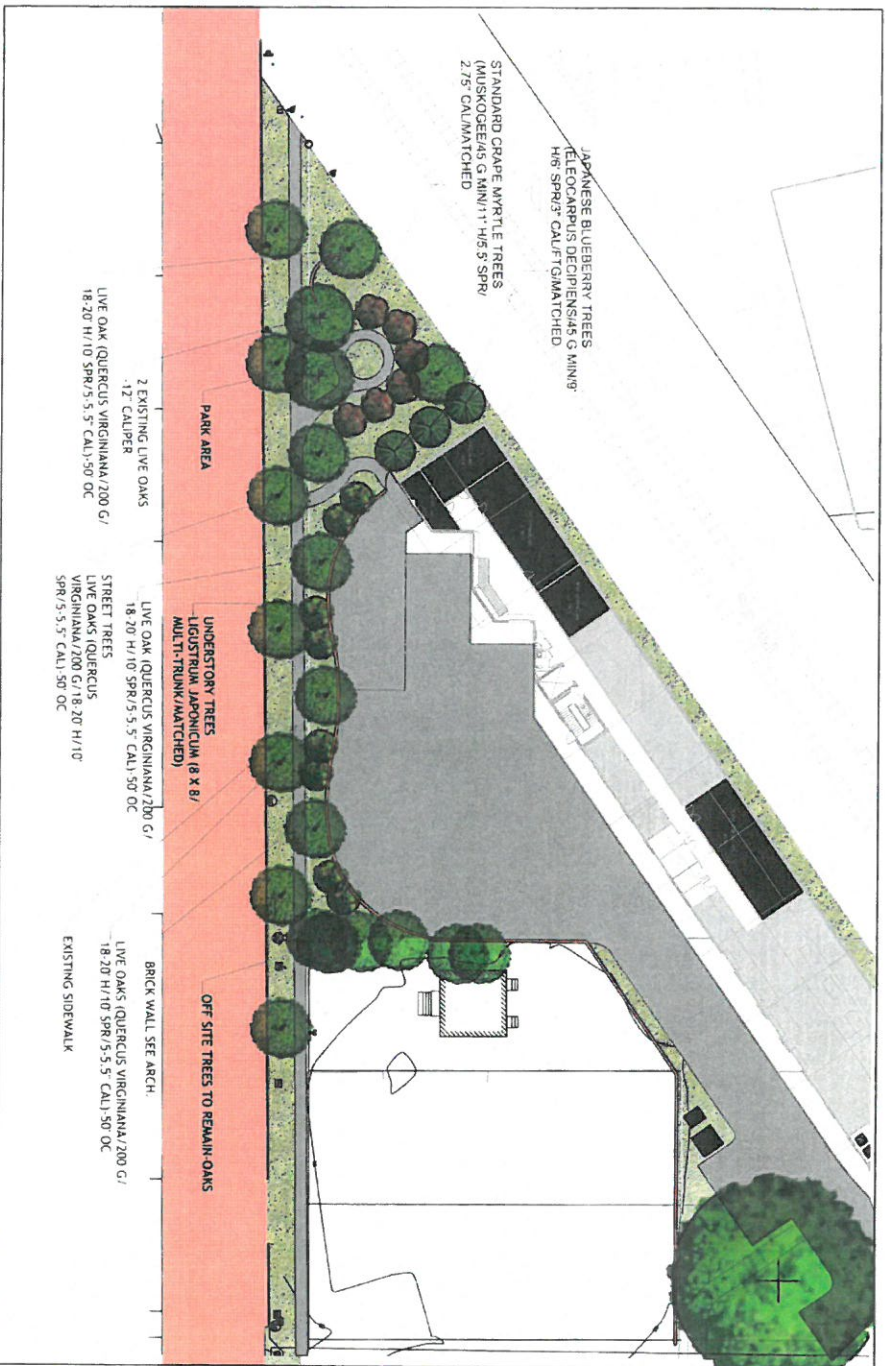 JAPANESE BLUEBERRY TREES
(ELEOCARPUS DECIPIENS/45 G MIN/9'
H/6' SPR/3" CAL/FTG/MATCHED
STANDARD CRAPE MYRTLE TREES
(MUSKOGEE/45 G MIN/11' H/5.5' SPR/
2.75" CAL/MATCHED
PARK AREA
2 EXISTING LIVE OAKS
-12" CALIPER
LIVE OAK (QUERCUS VIRGINIANA/200 G/
18-20' H/10' SPR/5-5.5" CAL)-50' OC
UNDERSTORY TREES
LIGUSTRUM JAPONICUM (8 X 8/
MULTI-TRUNK/MATCHED)
LIVE OAK (QUERCUS VIRGINIANA/200 G/
18-20' H/10' SPR/5-5.5" CAL)-50' OC
STREET TREES
LIVE OAKS (QUERCUS
VIRGINIANA/200 G/18-20' H/10'
SPR/5-5.5" CAL)-50' OC
OFF SITE TREES TO REMAIN-OAKS
BRICK WALL SEE ARCH.
LIVE OAKS (QUERCUS VIRGINIANA/200 G/
18-20' H/10' SPR/5-5.5" CAL)-50' OC
EXISTING SIDEWALK